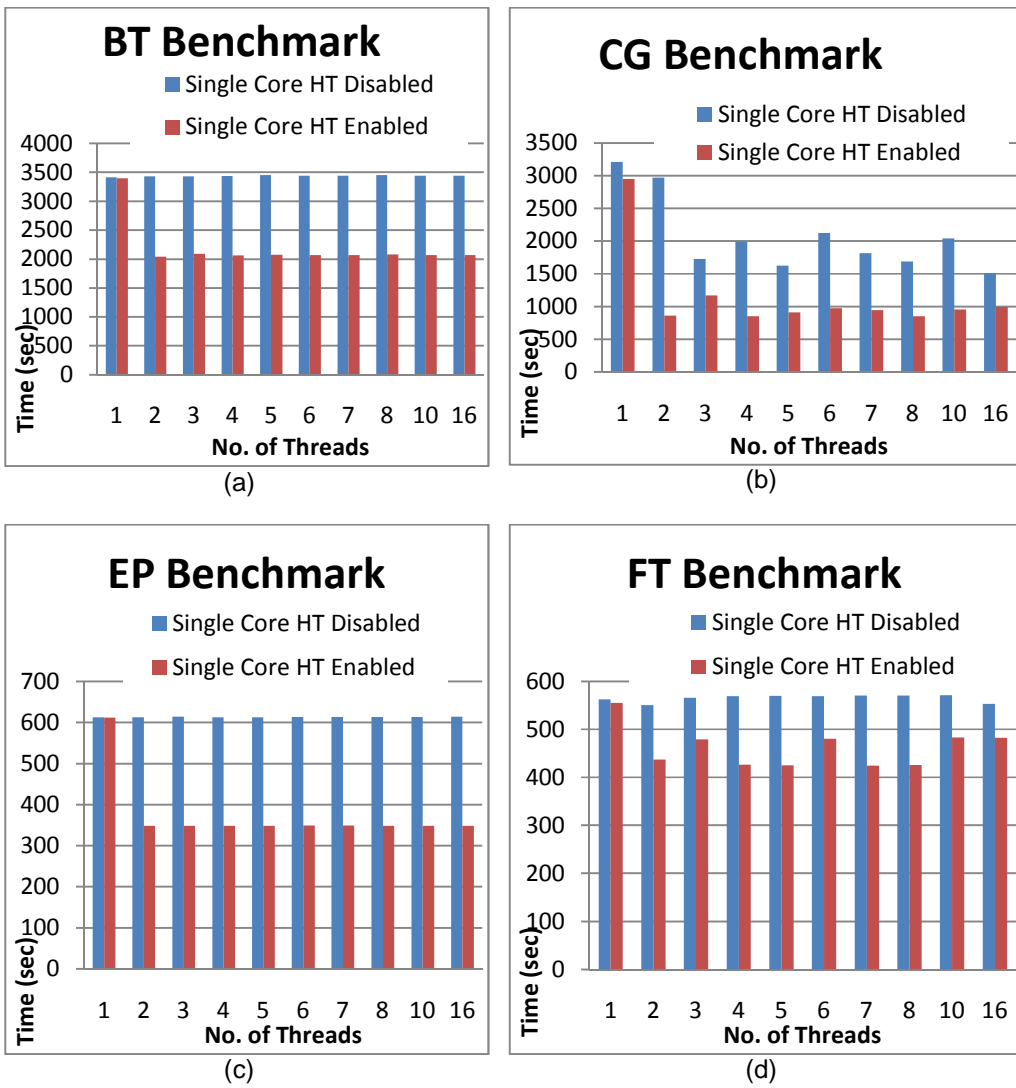 BT Benchmark
Single Core HT Disabled
Single Core HT Enabled
4000
3500
3000
2500
2000
1500
1000
500
0
Time (sec)
1 2 3 4 5 6 7 8 10 16
No. of Threads
(a)
CG Benchmark
Single Core HT Disabled
Single Core HT Enabled
3500
3000
2500
2000
1500
1000
500
0
Time (sec)
1 2 3 4 5 6 7 8 10 16
No. of Threads
(b)
EP Benchmark
Single Core HT Disabled
Single Core HT Enabled
700
600
500
400
300
200
100
0
Time (sec)
1 2 3 4 5 6 7 8 10 16
No. of Threads
(c)
FT Benchmark
Single Core HT Disabled
Single Core HT Enabled
600
500
400
300
200
100
0
Time (sec)
1 2 3 4 5 6 7 8 10 16
No. of Threads
(d)